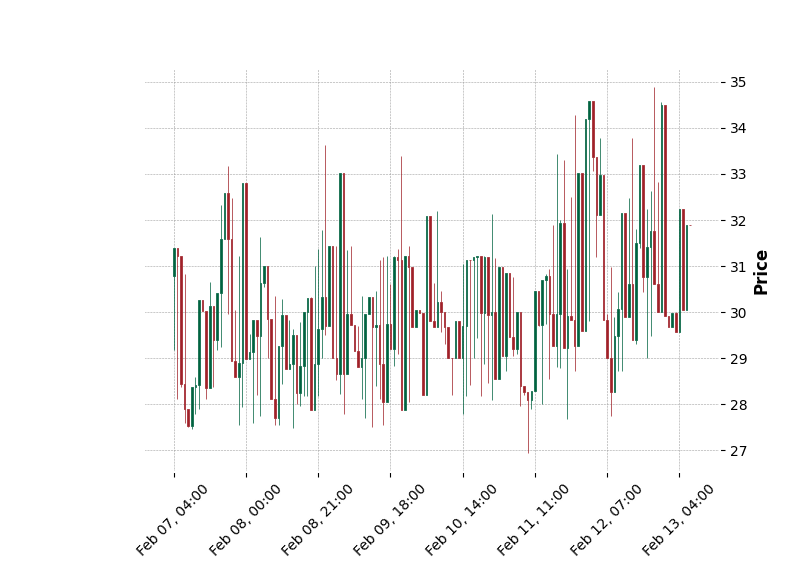 35
34
33
32
31
30
29
28
27
Price
Feb 07, 04:00
Feb 08, 00:00
Feb 08, 21:00
Feb 09, 18:00
Feb 10, 14:00
Feb 11, 11:00
Feb 12, 07:00
Feb 13, 04:00